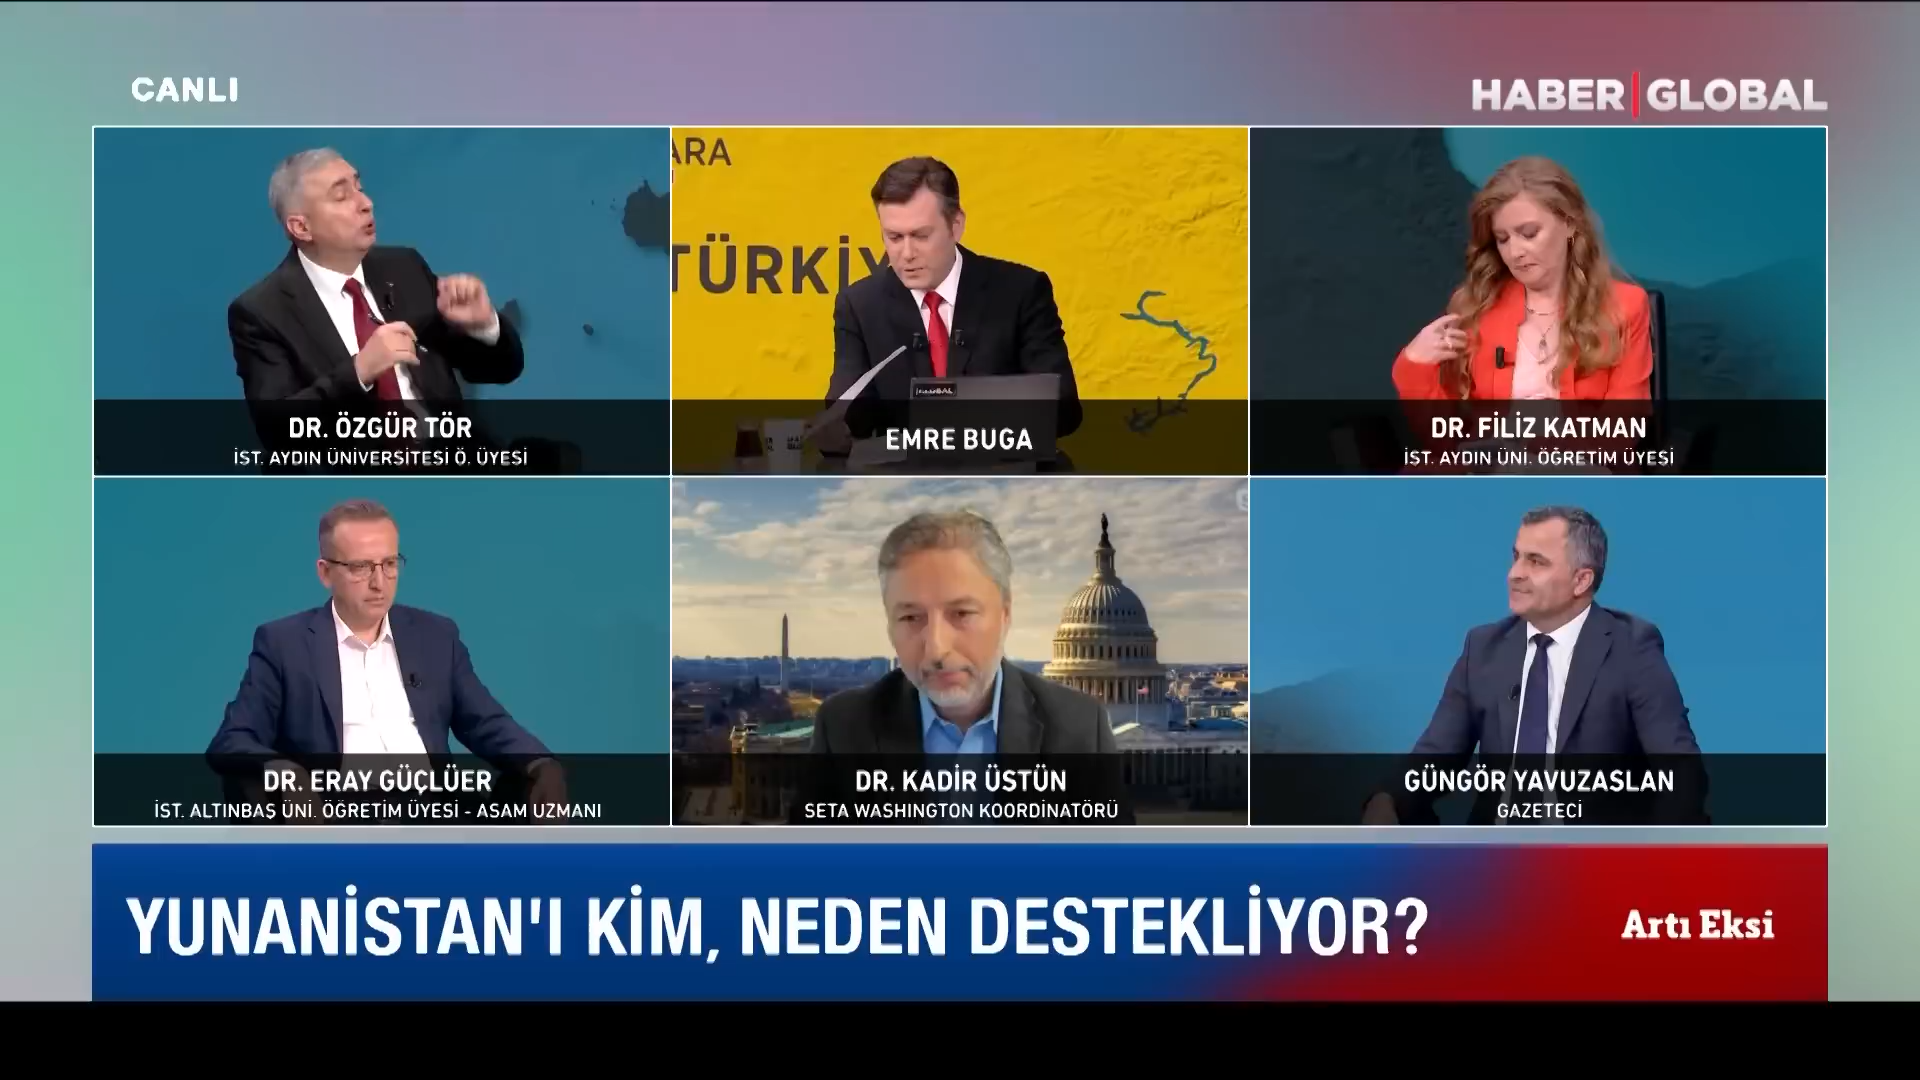 CANLI
HABER GLOBAL
ARA
TÜRKİY
DR. ÖZGÜR TÖR
İST. AYDIN ÜNİVERSİTESİ Ö. ÜYESİ
EMRE BUGA
DR. FİLİZ KATMAN
İST. AYDIN ÜNİ. ÖĞRETİM ÜYESİ
DR. ERAY GÜÇLÜER
İST. ALTINBAŞ ÜNİ. ÖĞRETİM ÜYESİ - ASAM UZMANI
DR. KADİR ÜSTÜN
SETA WASHINGTON KOORDİNATÖRÜ
GÜNGÖR YAVUZASLAN
GAZETECİ
YUNANİSTAN'I KİM, NEDEN DESTEKLİYOR?
Artı Eksi